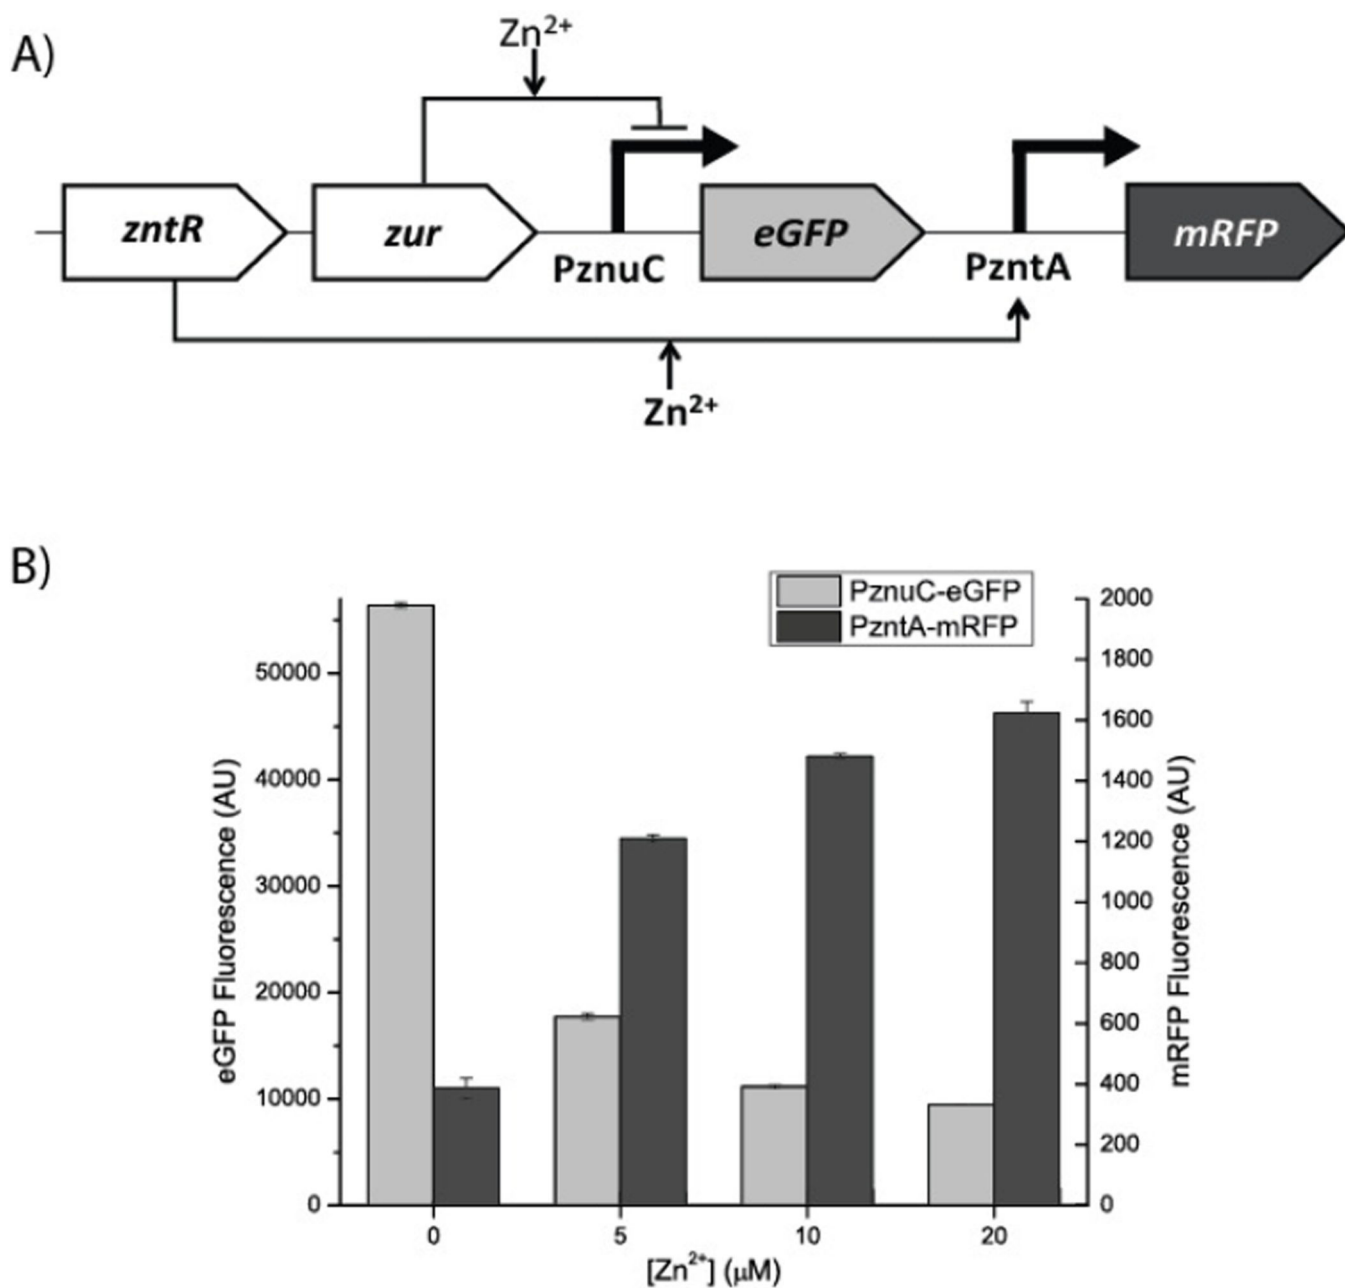 A)
Zn²⁺
zntR
zur
PznuC
eGFP
PzntA
mRFP
Zn²⁺
B)
PznuC-eGFP
PzntA-mRFP
eGFP Fluorescence (AU)
50000
40000
30000
20000
10000
0
2000
1800
1600
1400
1200
1000
800
600
400
200
0
mRFP Fluorescence (AU)
0 5 10 20
[Zn²⁺] (µM)